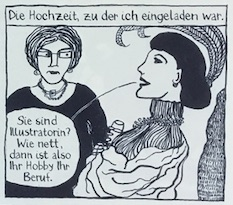 Die Hochzeit, zu der ich eingeladen war.
Sie sind
Illustratorin?
Wie nett,
dann ist also
Ihr Hobby Ihr
Beruf.